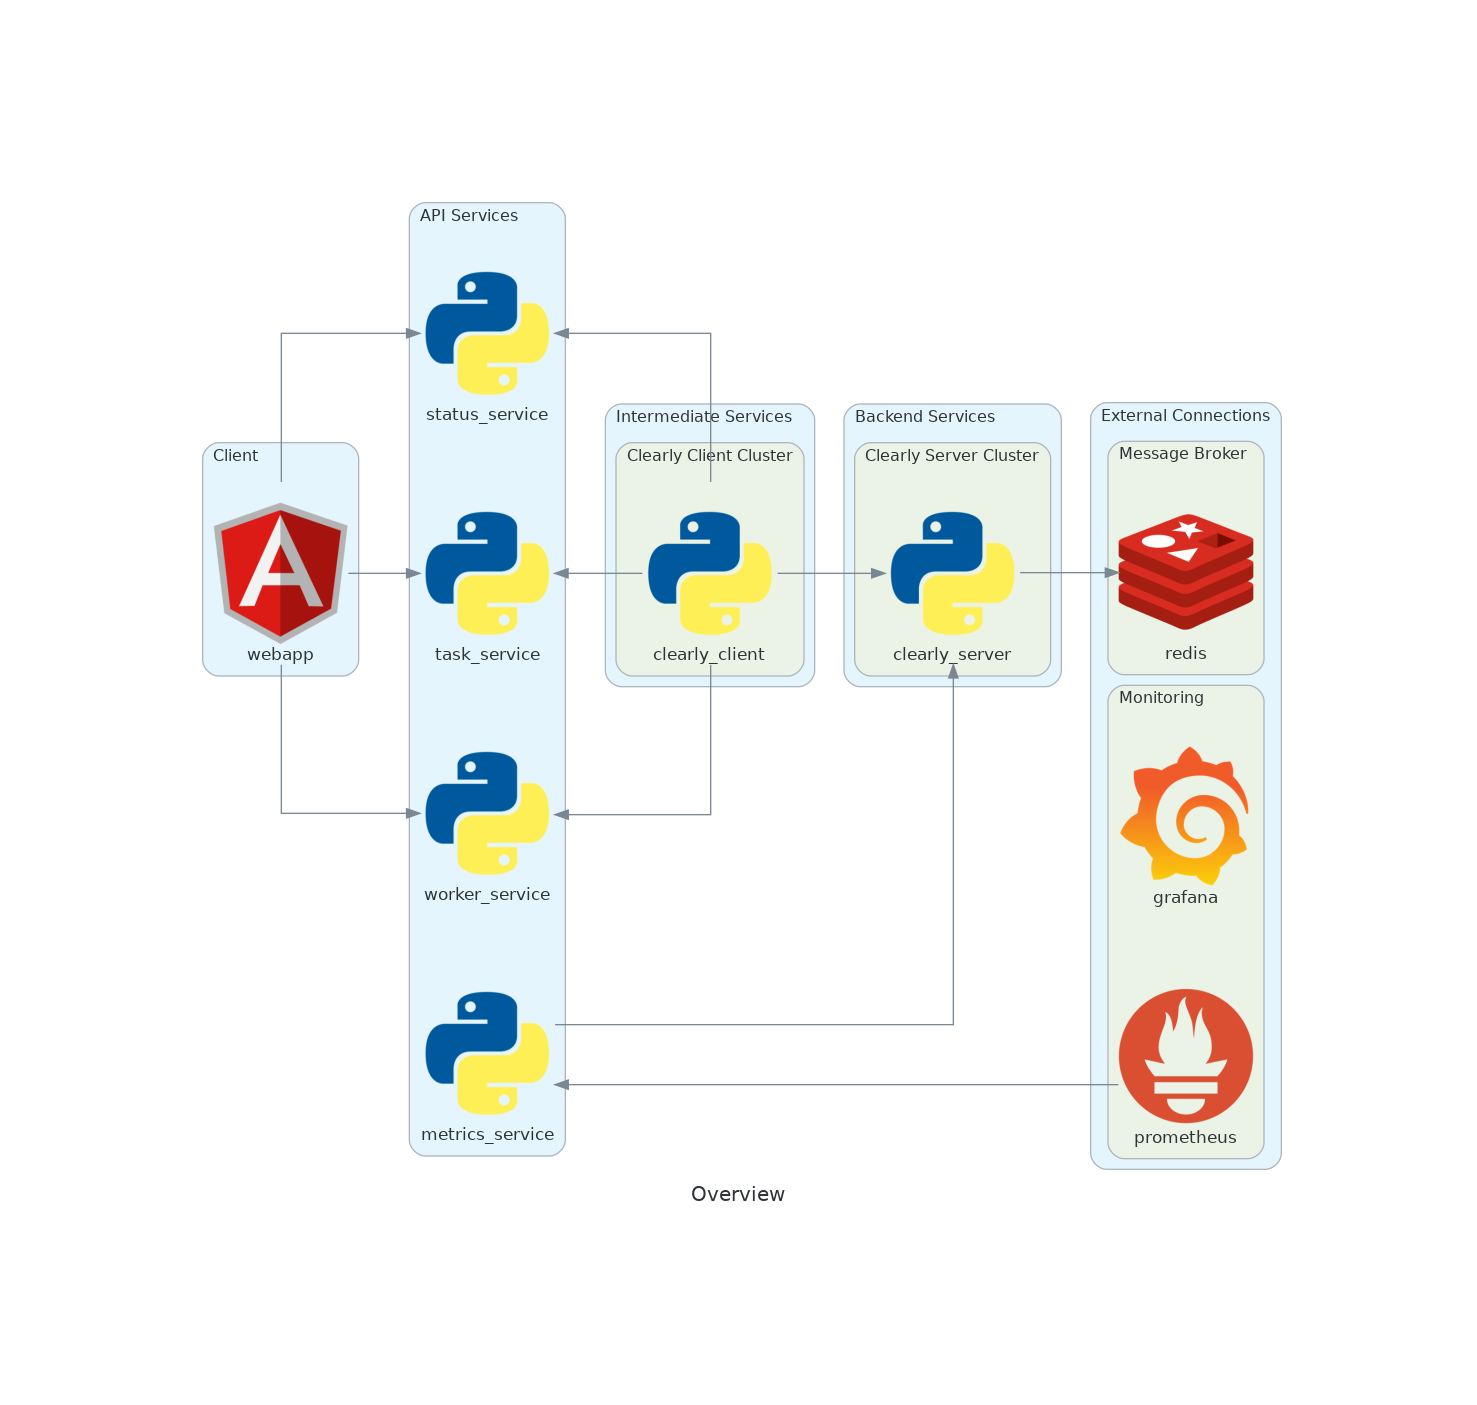 API Services
status_service
Client
webapp
task_service
Intermediate Services
Clearly Client Cluster
clearly_client
Backend Services
Clearly Server Cluster
clearly_server
External Connections
Message Broker
redis
Monitoring
grafana
prometheus
worker_service
metrics_service
Overview